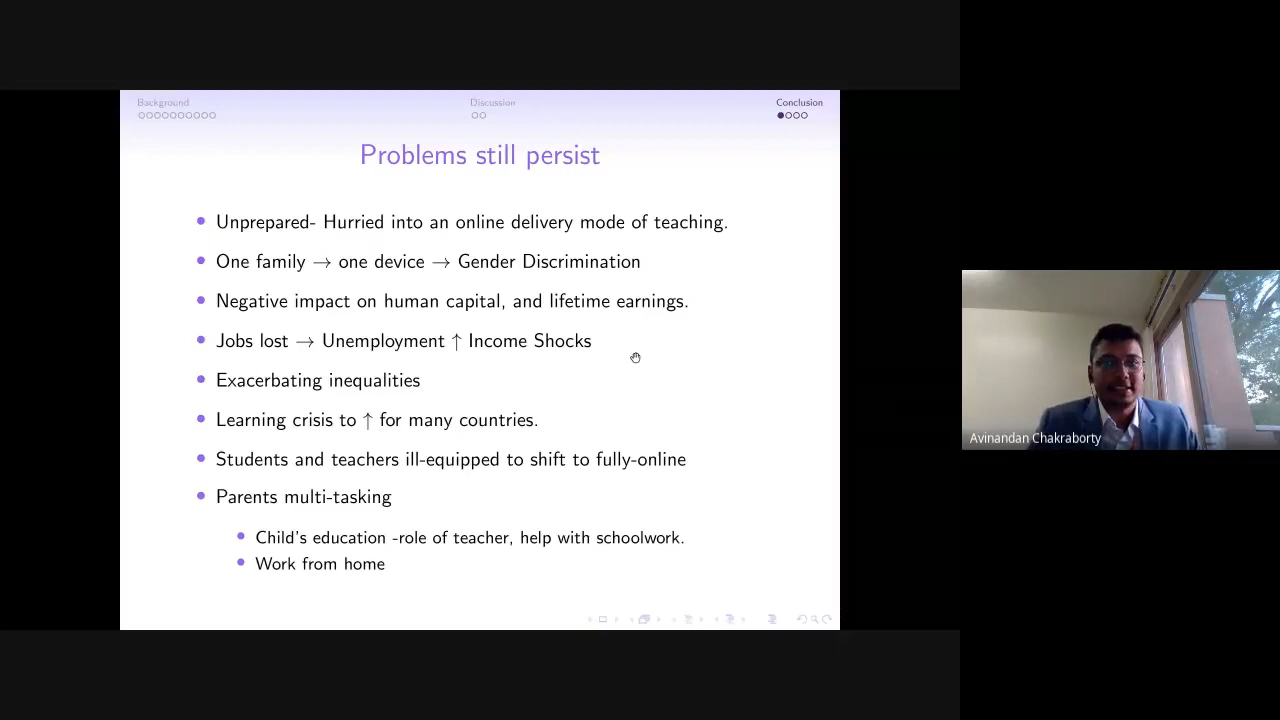 Background
Discussion
Conclusion
Problems still persist
Unprepared- Hurried into an online delivery mode of teaching.
One family → one device → Gender Discrimination
Negative impact on human capital, and lifetime earnings.
Jobs lost → Unemployment ↑ Income Shocks
Exacerbating inequalities
Learning crisis to ↑ for many countries.
Students and teachers ill-equipped to shift to fully-online
Parents multi-tasking
Child's education -role of teacher, help with schoolwork.
Work from home
Avinandan Chakraborty